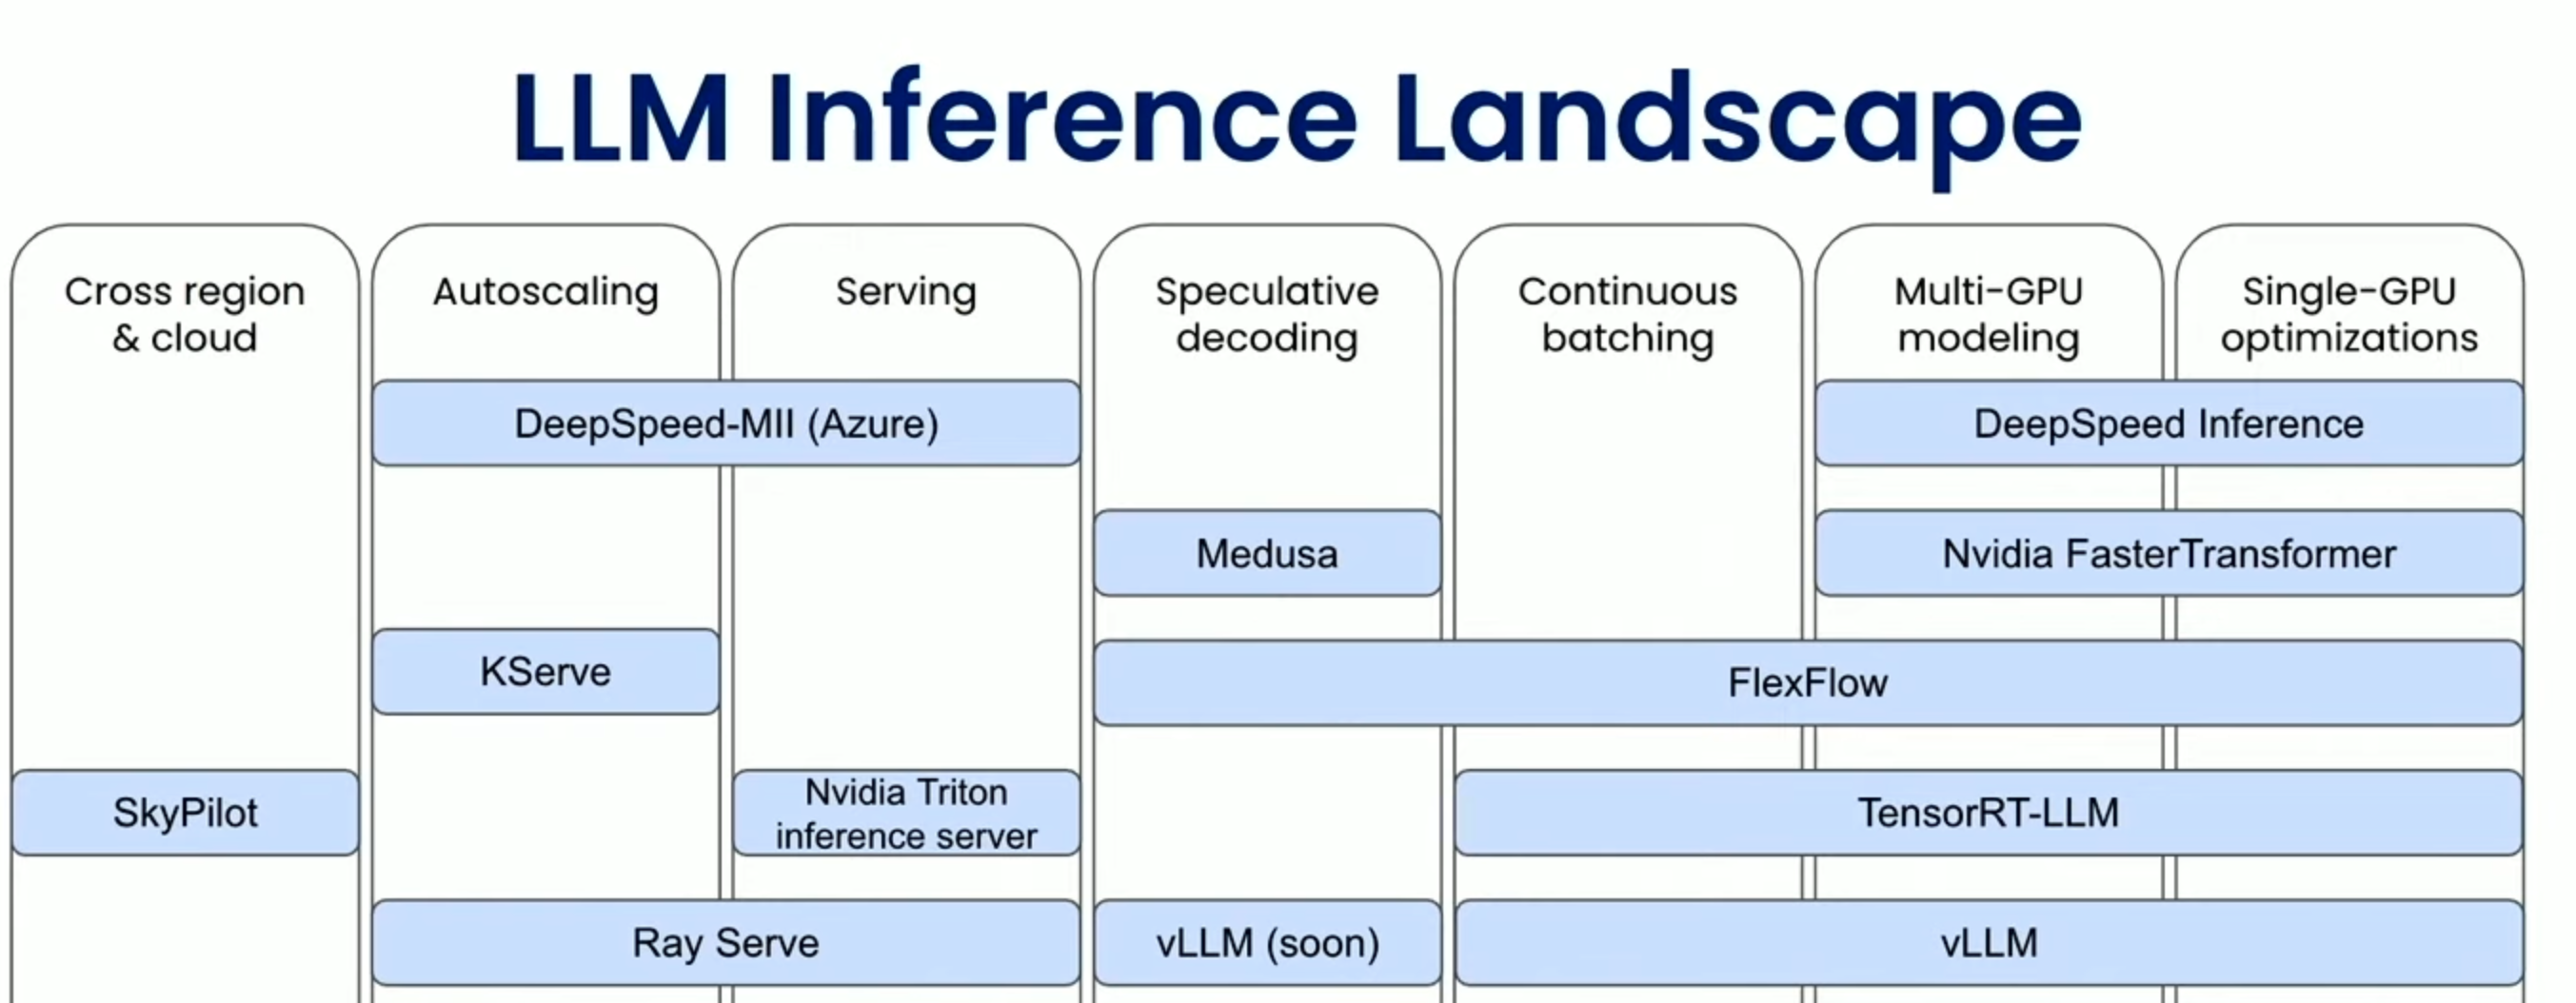 LLM Inference Landscape
Cross region
& cloud
Autoscaling
Serving
Speculative
decoding
Continuous
batching
Multi-GPU
modeling
Single-GPU
optimizations
DeepSpeed-MII (Azure)
DeepSpeed Inference
Medusa
Nvidia FasterTransformer
KServe
FlexFlow
SkyPilot
Nvidia Triton
inference server
TensorRT-LLM
Ray Serve
vLLM (soon)
vLLM